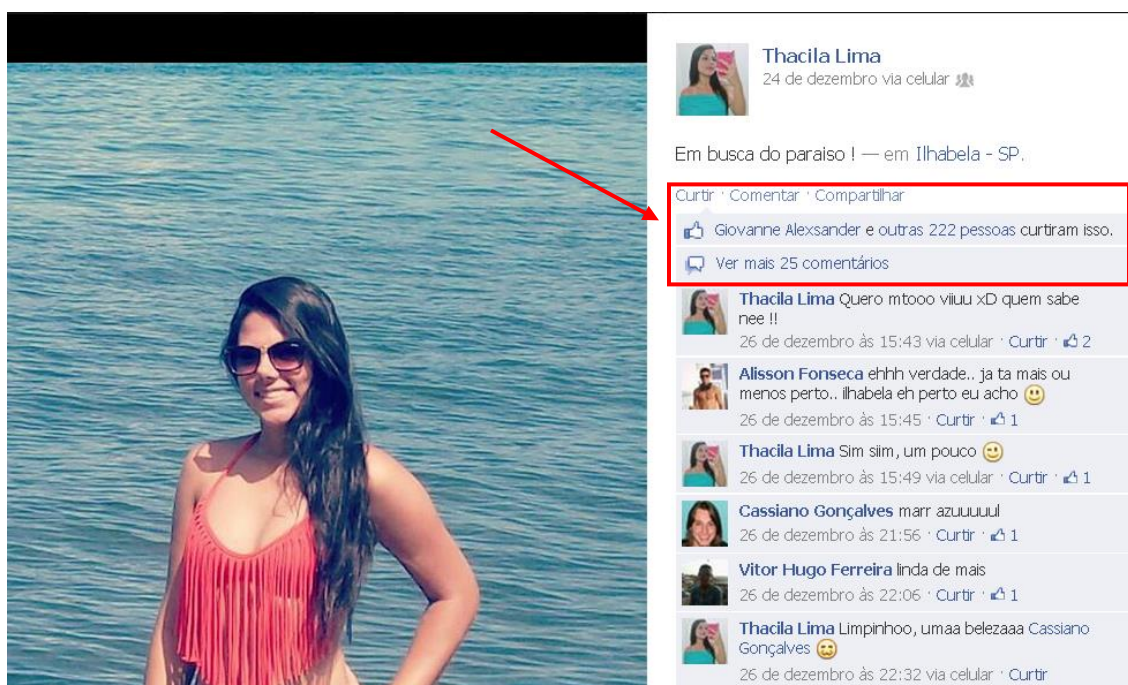 Thacila Lima
24 de dezembro via celular
Em busca do paraiso ! — em Ilhabela - SP.
Curtir · Comentar · Compartilhar
Giovanne Alexsander e outras 222 pessoas curtiram isso.
Ver mais 25 comentários
Thacila Lima Quero mtooo viiuu xD quem sabe
nee !!
26 de dezembro às 15:43 via celular · Curtir · 2
Alisson Fonseca ehhh verdade.. ja ta mais ou
menos perto.. ilhabela eh perto eu acho
26 de dezembro às 15:45 · Curtir · 1
Thacila Lima Sim siim, um pouco
26 de dezembro às 15:49 via celular · Curtir · 1
Cassiano Gonçalves marr azuuuuul
26 de dezembro às 21:56 · Curtir · 1
Vitor Hugo Ferreira linda de mais
26 de dezembro às 22:06 · Curtir · 1
Thacila Lima Limpinhoo, umaa belezaaa Cassiano
Gonçalves
26 de dezembro às 22:32 via celular · Curtir